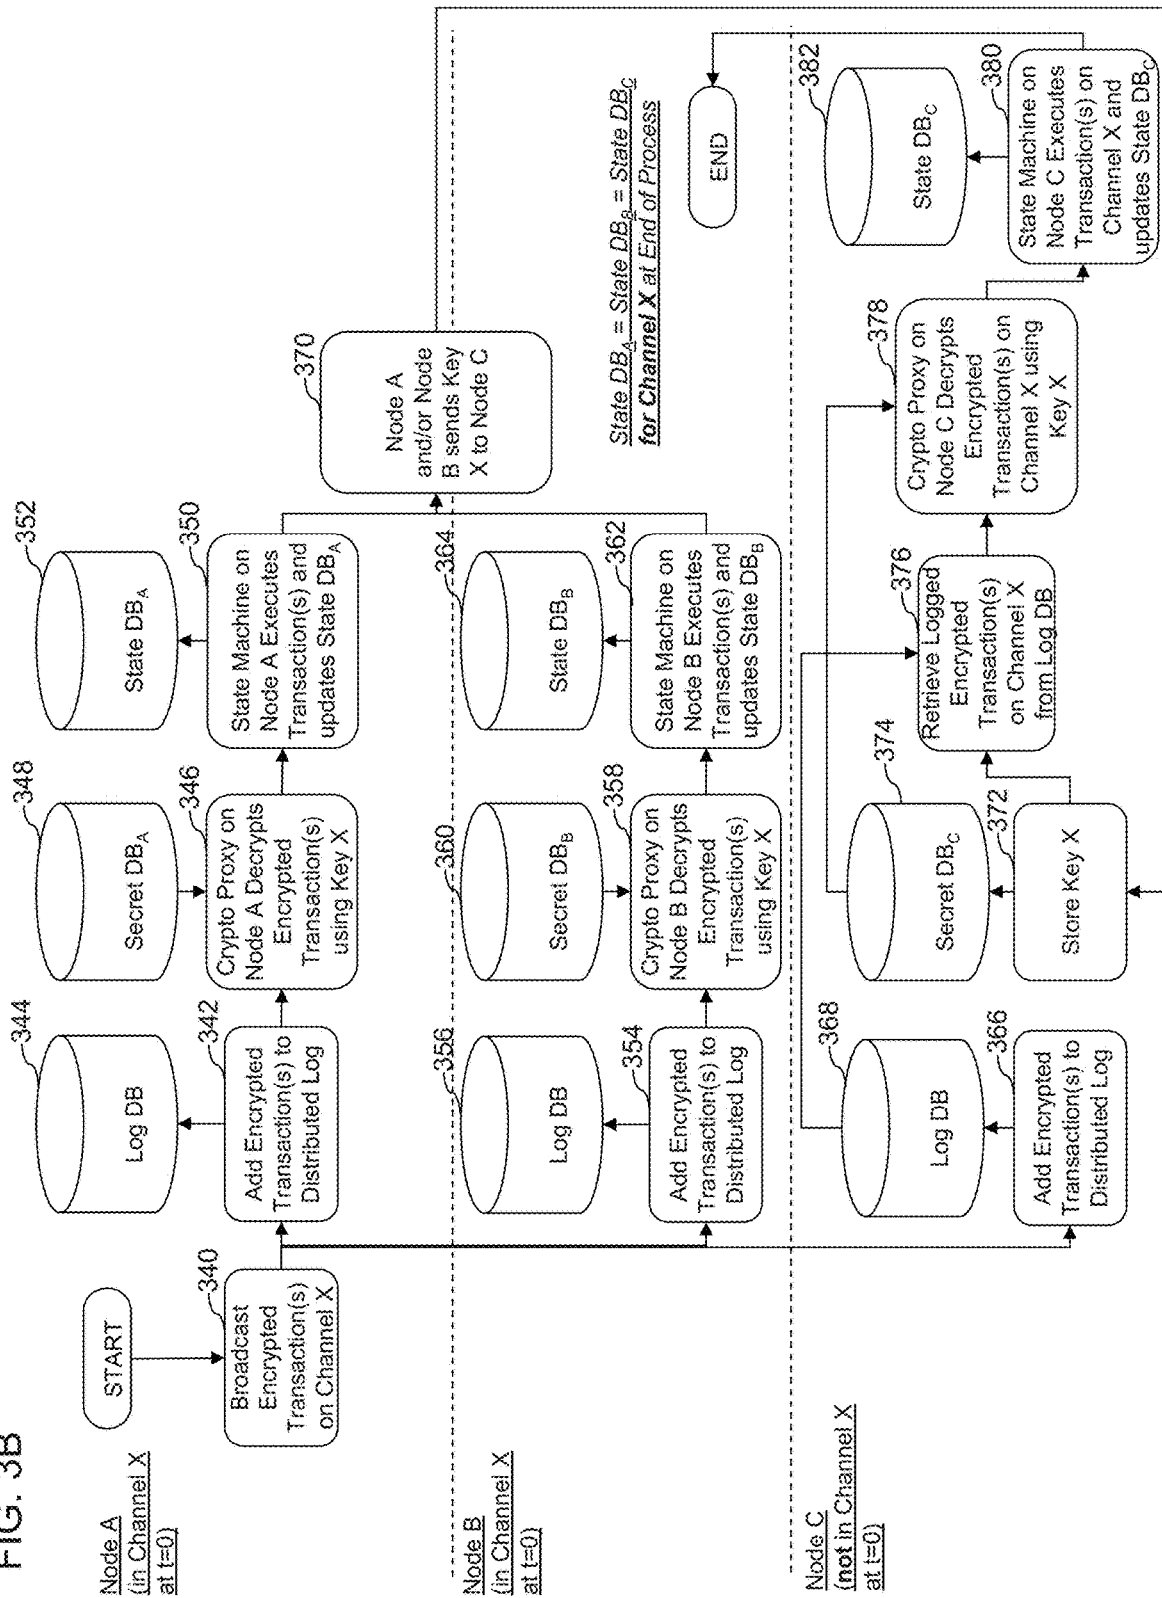 FIG. 3B
Node A
(in Channel X
at t=0)
START
340
Broadcast
Encrypted
Transaction(s)
on Channel X
344
Log DB
342
Add Encrypted
Transaction(s) to
Distributed Log
348
Secret DBA
346
Crypto Proxy on
Node A Decrypts
Encrypted
Transaction(s)
using Key X
352
State DBA
350
State Machine on
Node A Executes
Transaction(s) and
updates State DBA
370
Node A
and/or Node
B sends Key
X to Node C
Node B
(in Channel X
at t=0)
356
Log DB
354
Add Encrypted
Transaction(s) to
Distributed Log
360
Secret DBB
358
Crypto Proxy on
Node B Decrypts
Encrypted
Transaction(s)
using Key X
364
State DBB
362
State Machine on
Node B Executes
Transaction(s) and
updates State DBB
State DBA = State DBB = State DBC
for Channel X at End of Process
END
Node C
(not in Channel X
at t=0)
368
Log DB
366
Add Encrypted
Transaction(s) to
Distributed Log
374
Secret DBC
372
Store Key X
376
Retrieve Logged
Encrypted
Transaction(s)
on Channel X
from Log DB
378
Crypto Proxy on
Node C Decrypts
Encrypted
Transaction(s) on
Channel X using
Key X
382
State DBC
380
State Machine on
Node C Executes
Transaction(s) on
Channel X and
updates State DBC